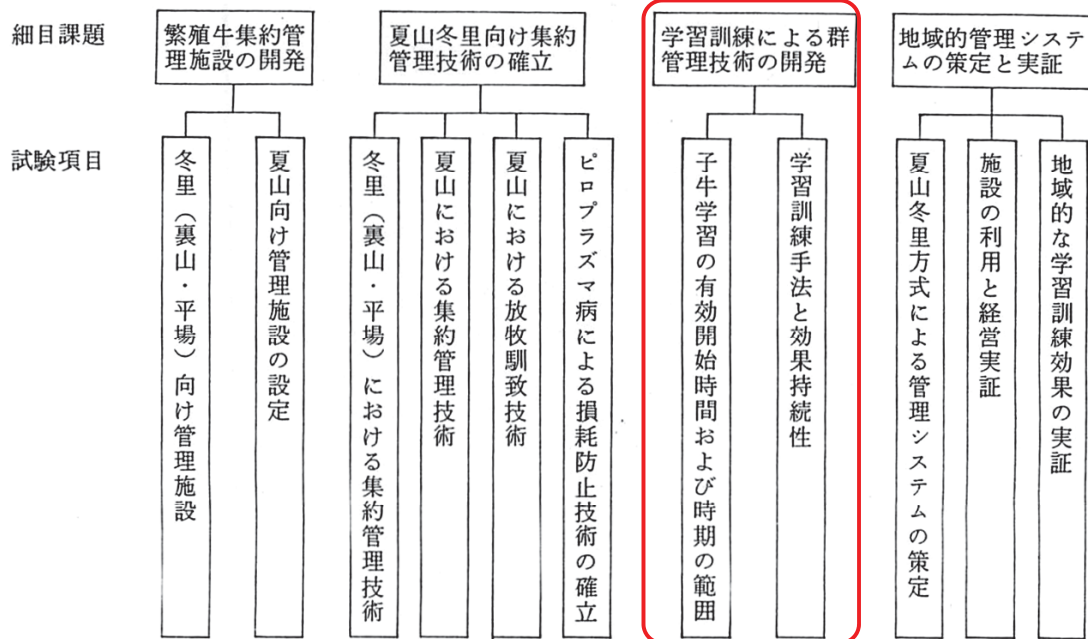 細目課題
繁殖牛集約管
理施設の開発
夏山冬里向け集約
管理技術の確立
学習訓練による群
管理技術の開発
地域的管理システ
ムの策定と実証
試験項目
冬里（裏山・平場）向け管理施設
夏山向け管理施設の設定
冬里（裏山・平場）における集約管理技術
夏山における集約管理技術
夏山における放牧馴致技術
ピロプラズマ病による損耗防止技術の確立
子牛学習の有効開始時間および時期の範囲
学習訓練手法と効果持続性
夏山冬里方式による管理システムの策定
施設の利用と経営実証
地域的な学習訓練効果の実証